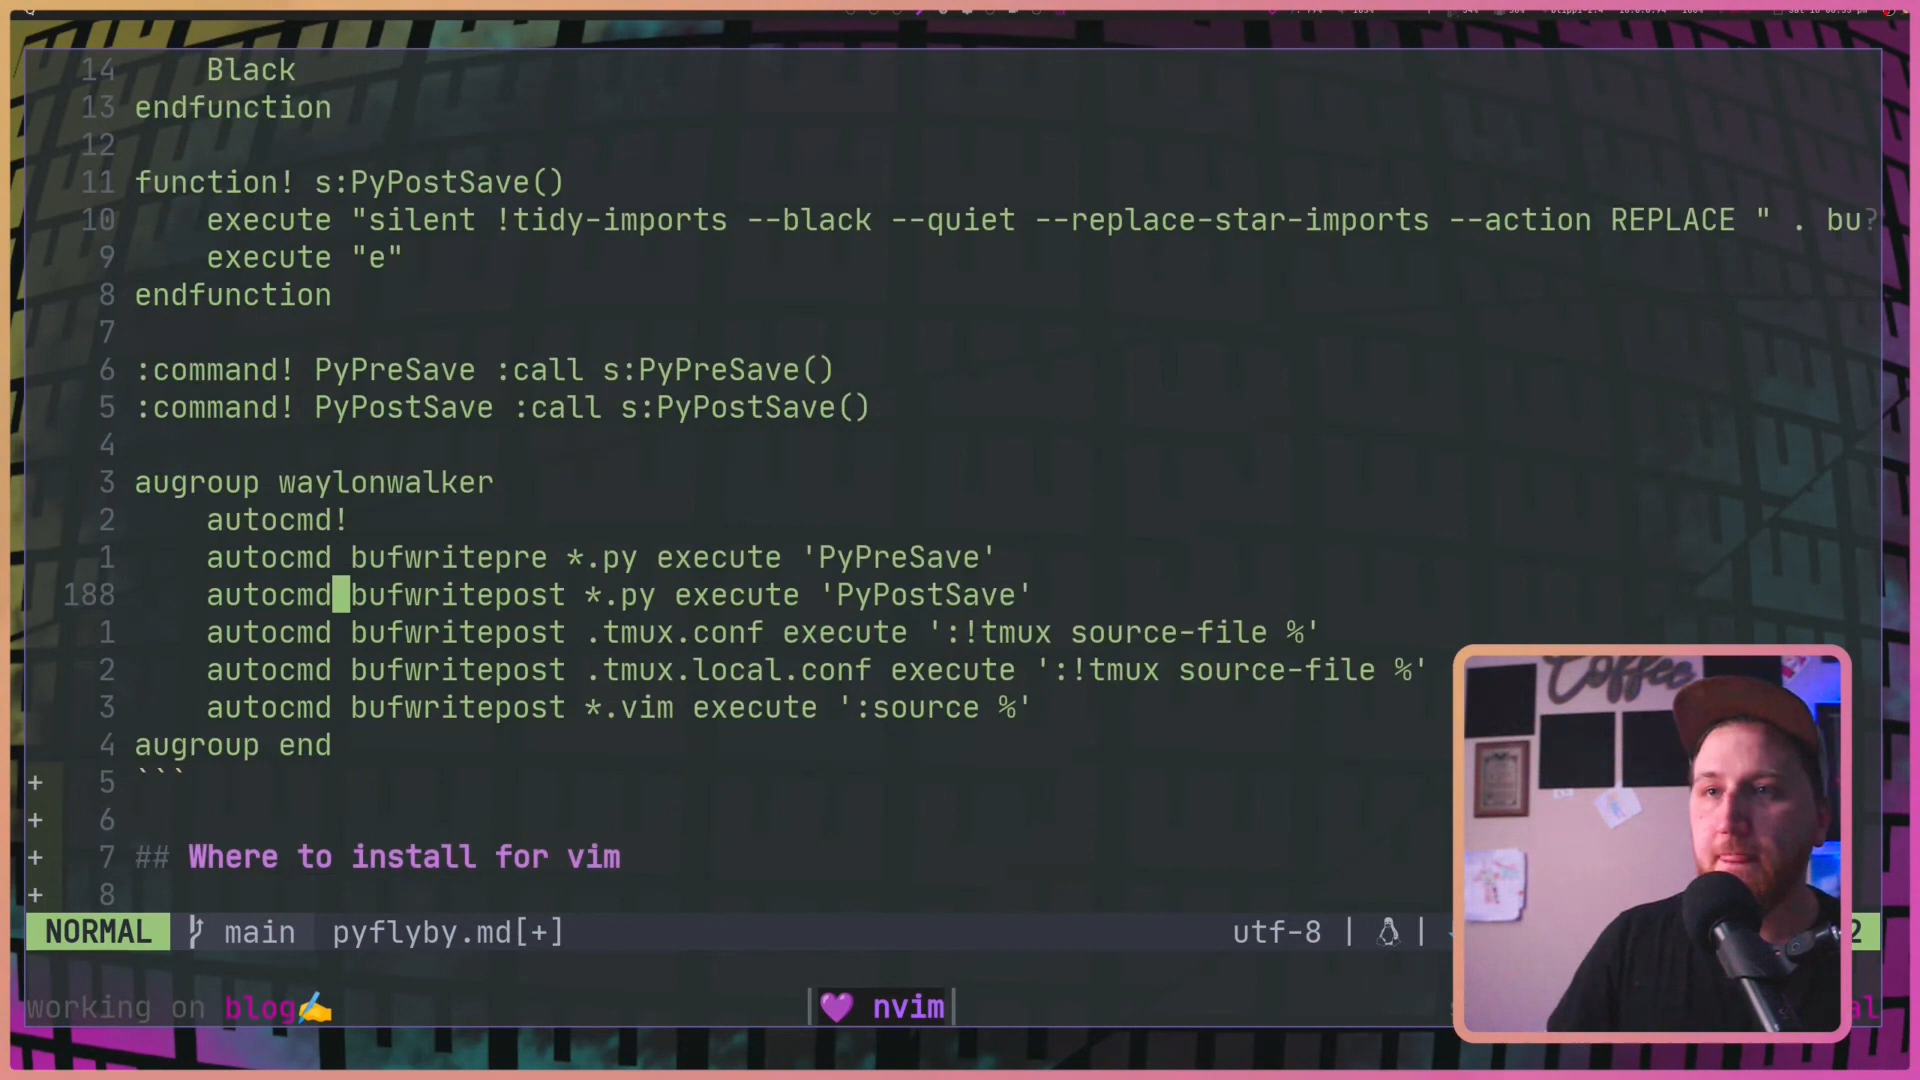 14 Black
13 endfunction
12
11 function! s:PyPostSave()
10 execute "silent !tidy-imports --black --quiet --replace-star-imports --action REPLACE " . bu?
9 execute "e"
8 endfunction
7
6 :command! PyPreSave :call s:PyPreSave()
5 :command! PyPostSave :call s:PyPostSave()
4
3 augroup waylonwalker
2 autocmd!
1 autocmd bufwritepre *.py execute 'PyPreSave'
188 autocmd bufwritepost *.py execute 'PyPostSave'
1 autocmd bufwritepost .tmux.conf execute ':!tmux source-file %'
2 autocmd bufwritepost .tmux.local.conf execute ':!tmux source-file %'
3 autocmd bufwritepost *.vim execute ':source %'
4 augroup end
+ 5 ```
+ 6
+ 7 ## Where to install for vim
+ 8
NORMAL main pyflyby.md[+] utf-8 | | 2
working on blog✍ | 💜 nvim | al
Coffee